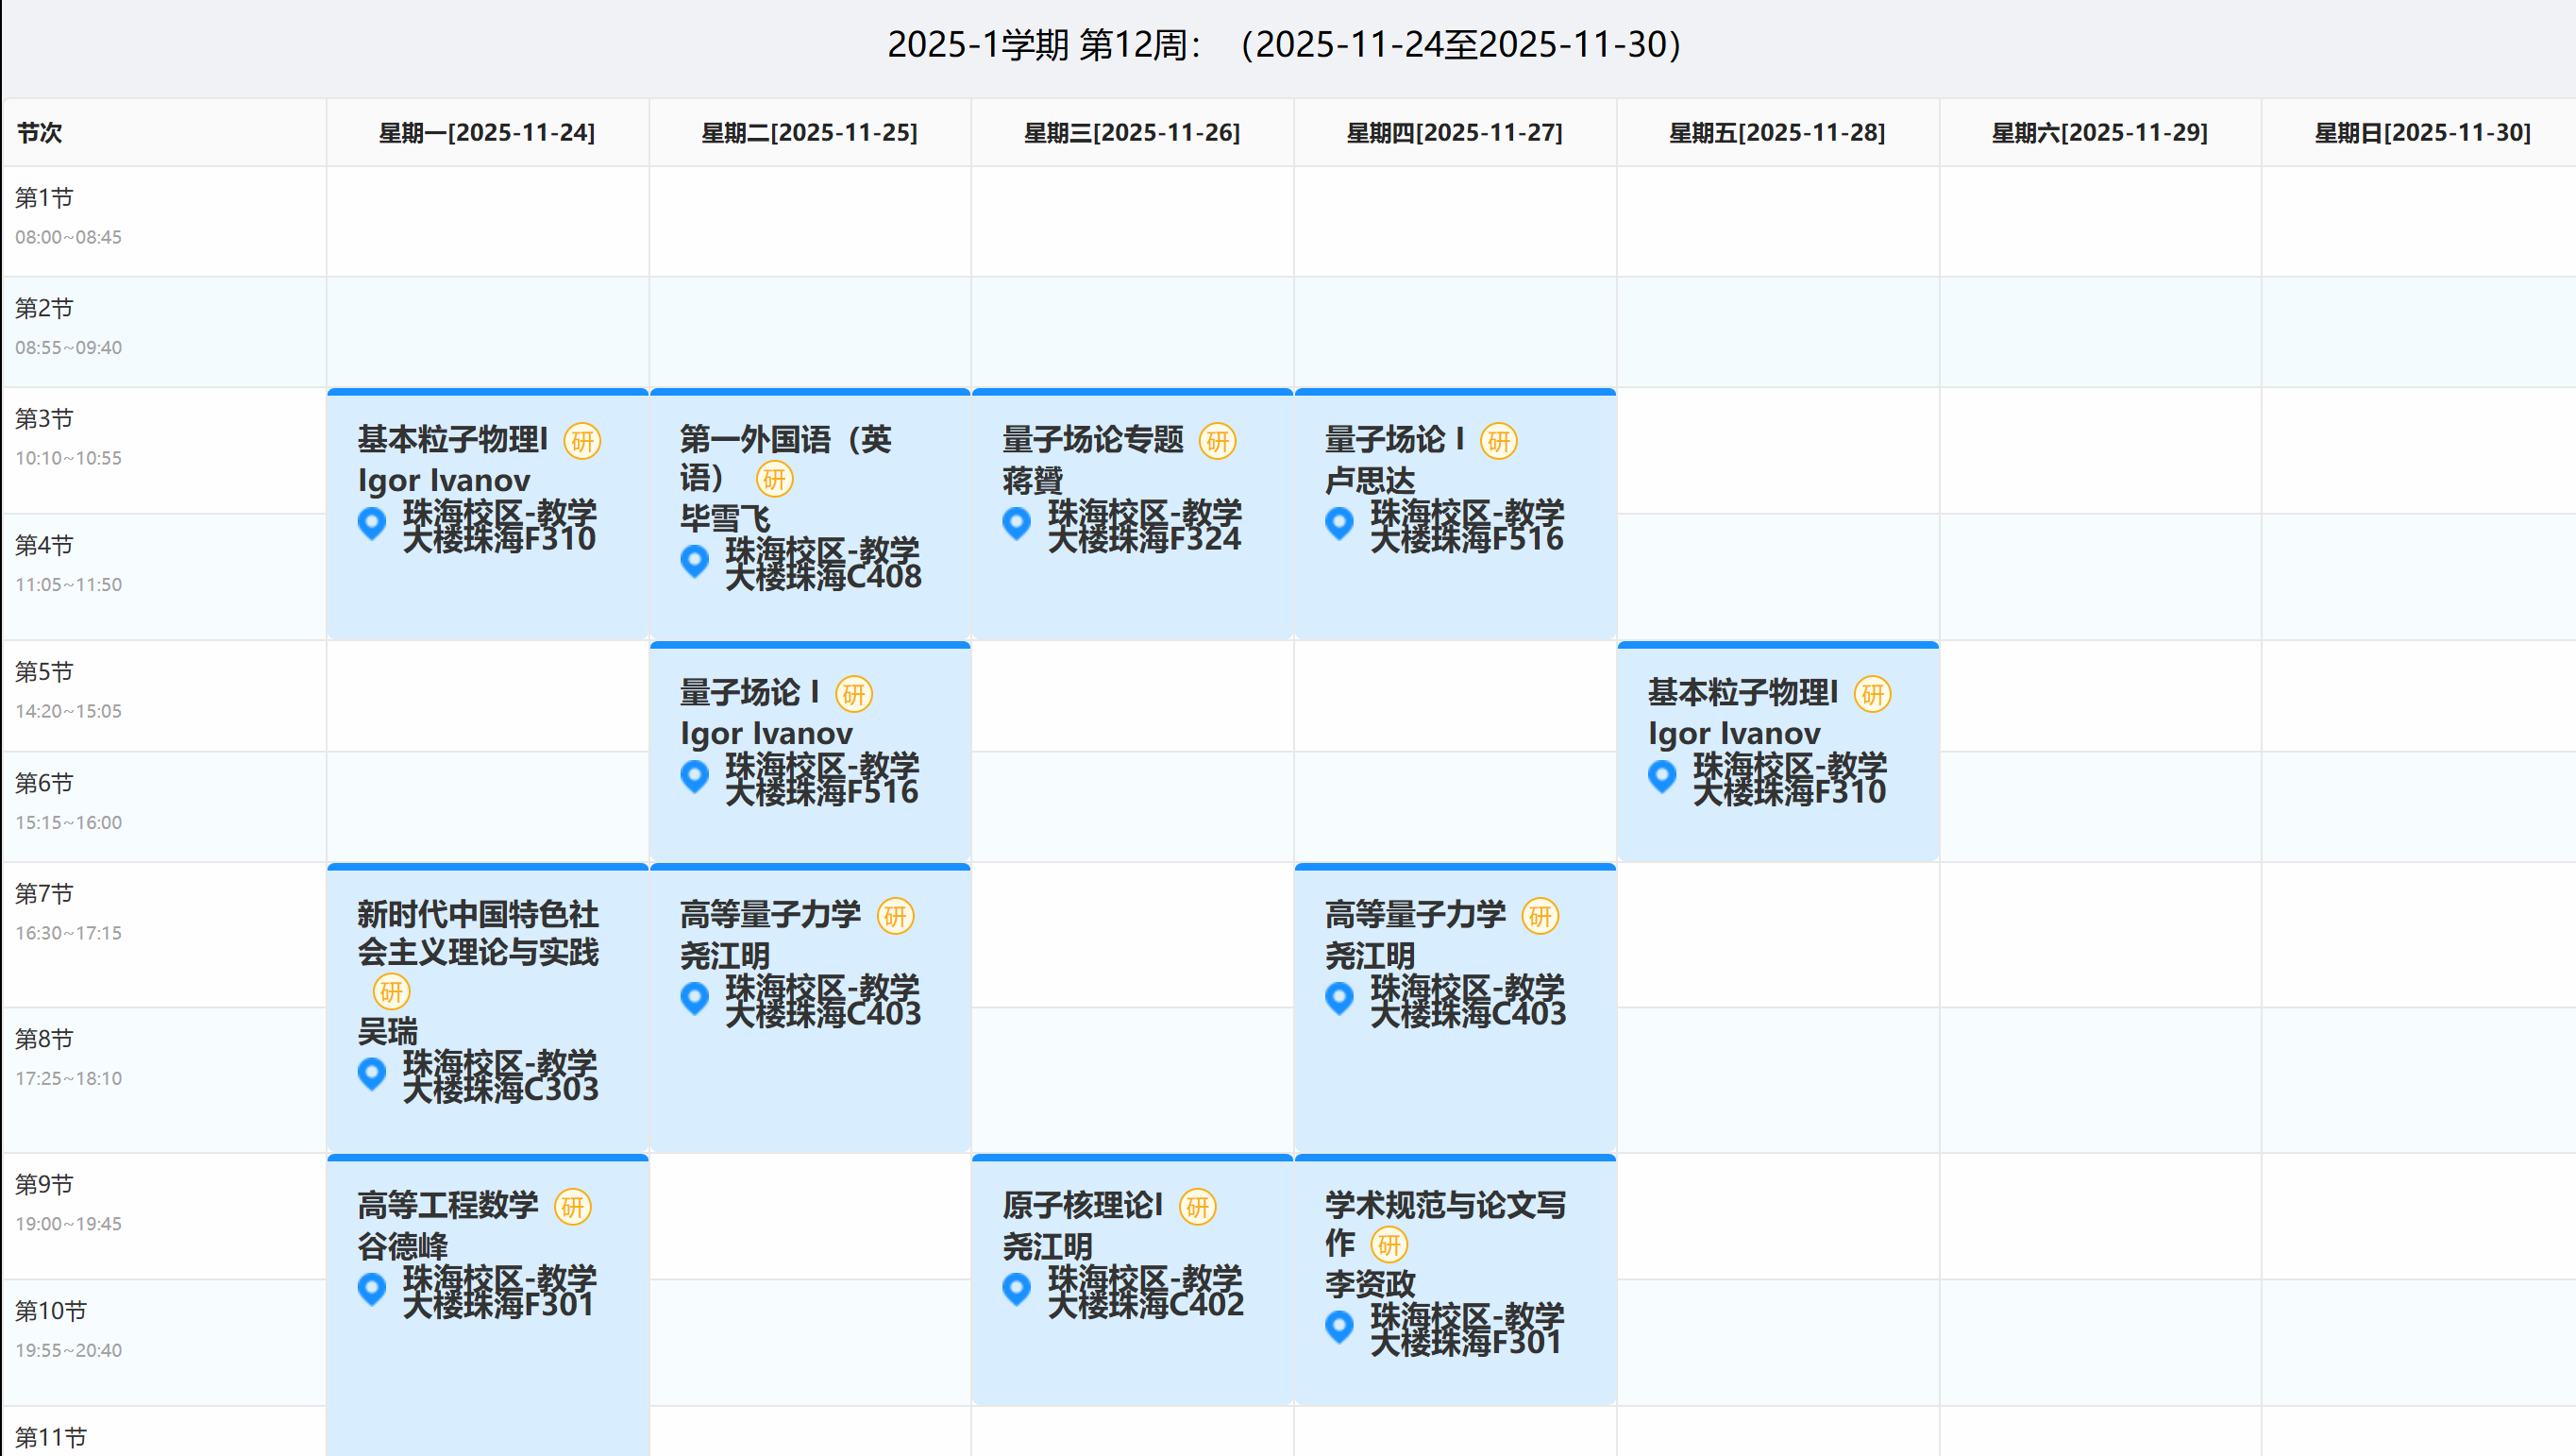 2025-1学期 第12周：（2025-11-24至2025-11-30）
节次
星期一[2025-11-24]
星期二[2025-11-25]
星期三[2025-11-26]
星期四[2025-11-27]
星期五[2025-11-28]
星期六[2025-11-29]
星期日[2025-11-30]
第1节
08:00~08:45
第2节
08:55~09:40
第3节
10:10~10:55
第4节
11:05~11:50
基本粒子物理I 研
Igor Ivanov
珠海校区-教学
大楼珠海F310
第一外国语（英
语） 研
毕雪飞
珠海校区-教学
大楼珠海C408
量子场论专题 研
蒋贇
珠海校区-教学
大楼珠海F324
量子场论 I 研
卢思达
珠海校区-教学
大楼珠海F516
第5节
14:20~15:05
第6节
15:15~16:00
量子场论 I 研
Igor Ivanov
珠海校区-教学
大楼珠海F516
基本粒子物理I 研
Igor Ivanov
珠海校区-教学
大楼珠海F310
第7节
16:30~17:15
第8节
17:25~18:10
新时代中国特色社
会主义理论与实践
研
吴瑞
珠海校区-教学
大楼珠海C303
高等量子力学 研
尧江明
珠海校区-教学
大楼珠海C403
高等量子力学 研
尧江明
珠海校区-教学
大楼珠海C403
第9节
19:00~19:45
第10节
19:55~20:40
第11节
高等工程数学 研
谷德峰
珠海校区-教学
大楼珠海F301
原子核理论I 研
尧江明
珠海校区-教学
大楼珠海C402
学术规范与论文写
作 研
李资政
珠海校区-教学
大楼珠海F301